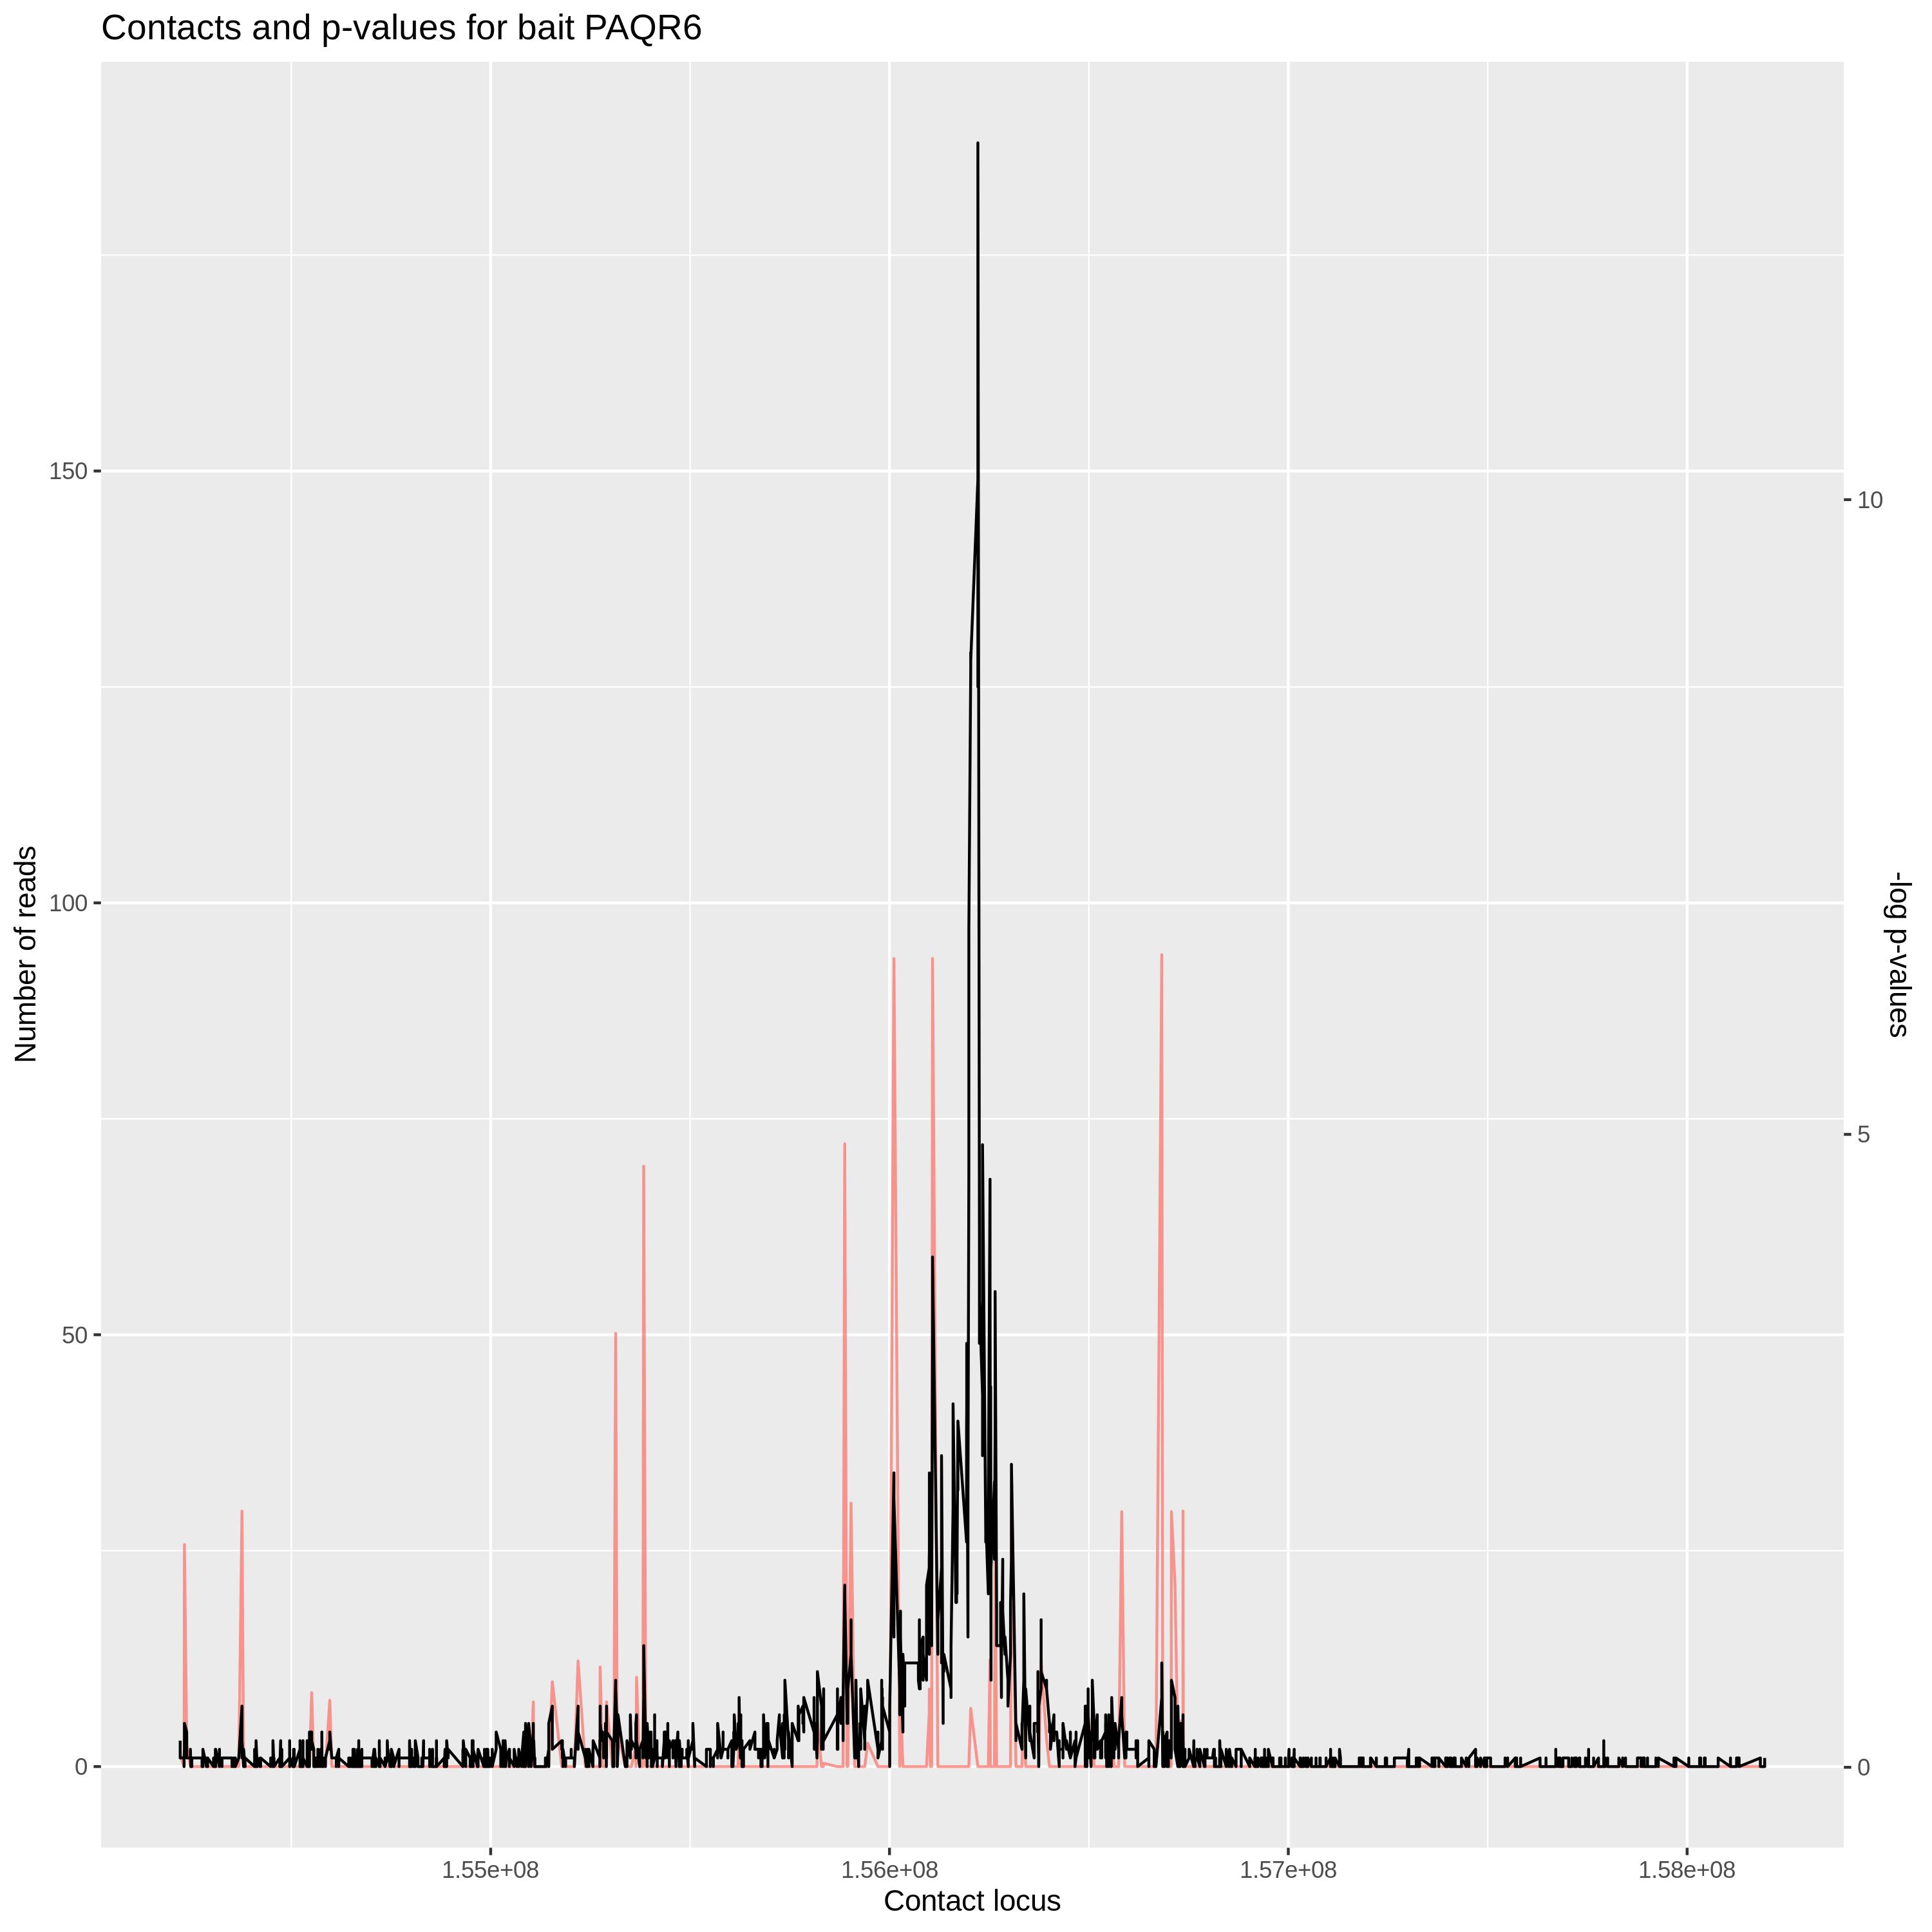 Contacts and p-values for bait PAQR6
Number of reads
150
100
50
0
10
5
0
-log p-values
1.55e+08
1.56e+08
1.57e+08
1.58e+08
Contact locus